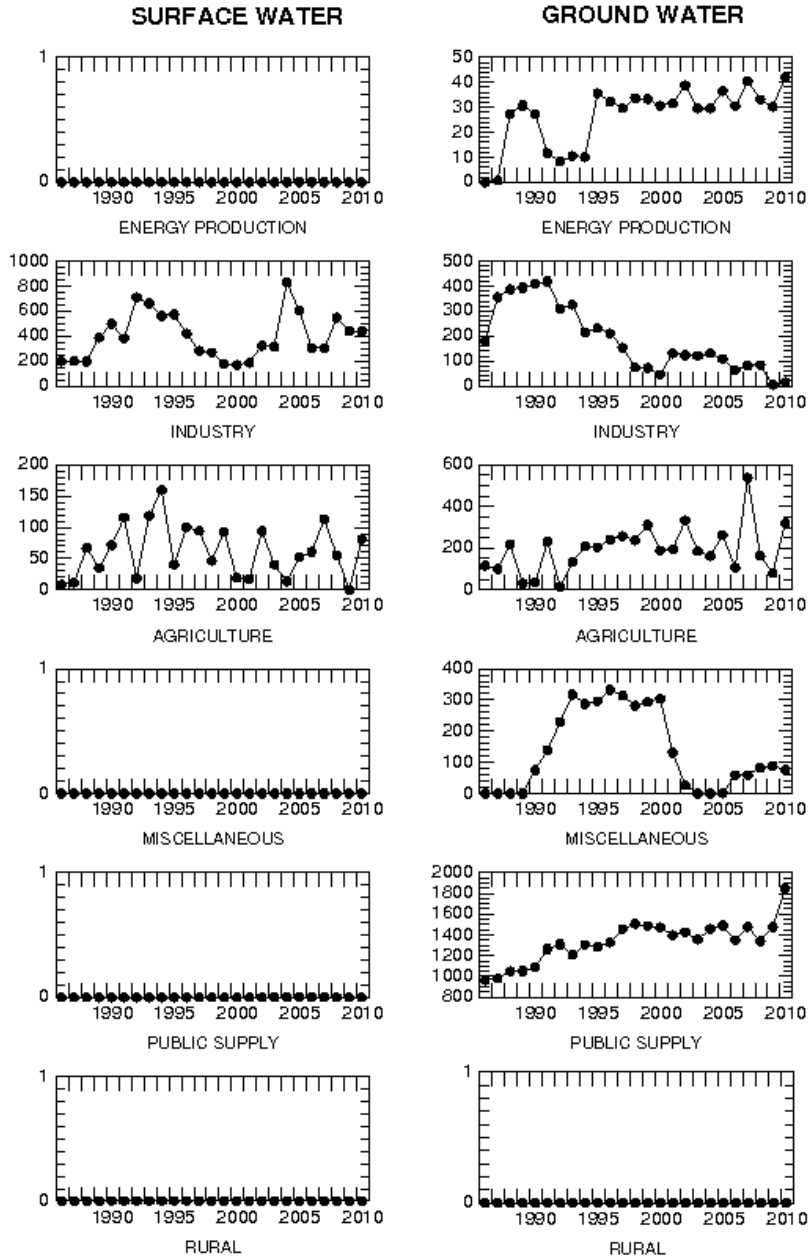 SURFACE WATER
GROUND WATER
1
0
1990 1995 2000 2005 2010
ENERGY PRODUCTION
50
40
30
20
10
0
1990 1995 2000 2005 2010
ENERGY PRODUCTION
1000
800
600
400
200
0
1990 1995 2000 2005 2010
INDUSTRY
500
400
300
200
100
0
1990 1995 2000 2005 2010
INDUSTRY
200
150
100
50
0
1990 1995 2000 2005 2010
AGRICULTURE
600
400
200
0
1990 1995 2000 2005 2010
AGRICULTURE
1
0
1990 1995 2000 2005 2010
MISCELLANEOUS
400
300
200
100
0
1990 1995 2000 2005 2010
MISCELLANEOUS
1
0
1990 1995 2000 2005 2010
PUBLIC SUPPLY
2000
1800
1600
1400
1200
1000
800
1990 1995 2000 2005 2010
PUBLIC SUPPLY
1
0
1990 1995 2000 2005 2010
RURAL
1
0
1990 1995 2000 2005 2010
RURAL